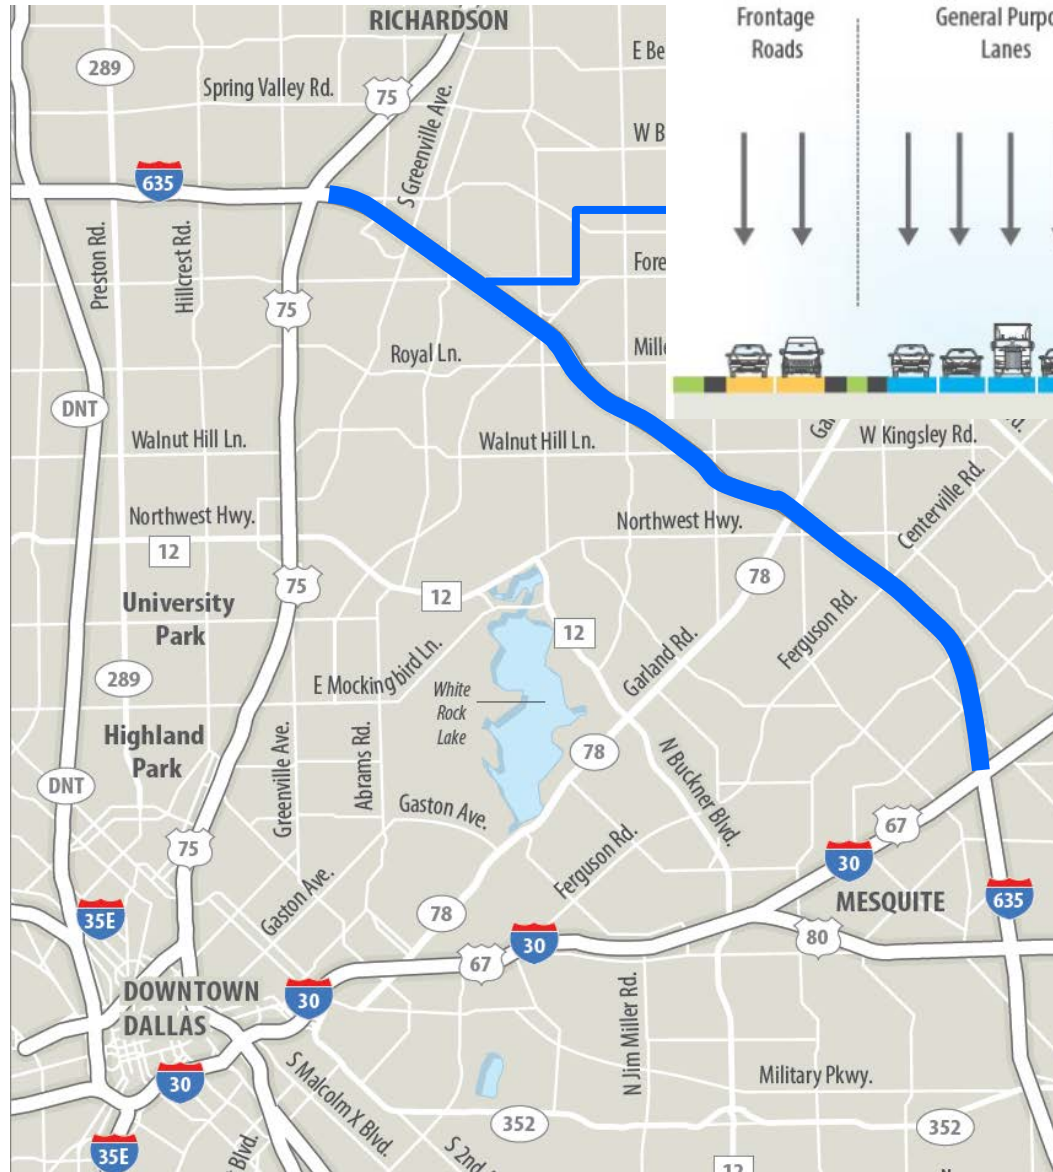 RICHARDSON
Frontage
Roads
General
Lanes
289
Spring Valley Rd.
75
S Greenville Ave.
635
Preston Rd.
Hillcrest Rd.
75
Royal Ln.
DNT
Walnut Hill Ln.
Walnut Hill Ln.
W Kingsley Rd.
Centerville Rd.
Northwest Hwy.
Northwest Hwy.
12
75
12
78
University
Park
12
Ferguson Rd.
Garland Rd.
289
E Mockingbird Ln.
White
Rock
Lake
Highland
Park
Greenville Ave.
Abrams Rd.
78
N Buckner Blvd.
DNT
Gaston Ave.
67
75
30
Ferguson Rd.
Gaston Ave.
MESQUITE
635
35E
78
80
30
67
DOWNTOWN
DALLAS
30
N Jim Miller Rd.
30
S Malcolm X Blvd.
Military Pkwy.
352
352
35E
Blvd.
S 2nd
12